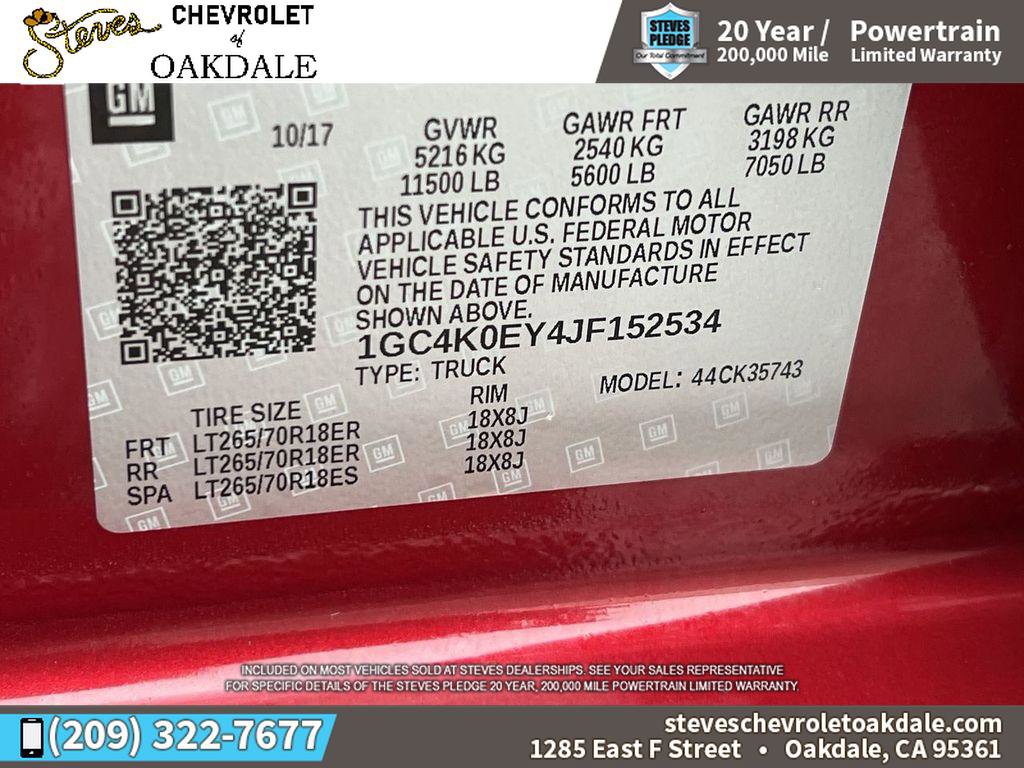 Steves
CHEVROLET
of
OAKDALE
STEVES
PLEDGE
Our Total Commitment
20 Year /
200,000 Mile
Powertrain
Limited Warranty
GM
10/17
GVWR
5216 KG
11500 LB
GAWR FRT
2540 KG
5600 LB
GAWR RR
3198 KG
7050 LB
THIS VEHICLE CONFORMS TO ALL
APPLICABLE U.S. FEDERAL MOTOR
VEHICLE SAFETY STANDARDS IN EFFECT
ON THE DATE OF MANUFACTURE
SHOWN ABOVE.
1GC4K0EY4JF152534
TYPE: TRUCK
MODEL: 44CK35743
TIRE SIZE RIM
FRT LT265/70R18ER 18X8J
RR LT265/70R18ER 18X8J
SPA LT265/70R18ES 18X8J
INCLUDED ON MOST VEHICLES SOLD AT STEVES DEALERSHIPS. SEE YOUR SALES REPRESENTATIVE
FOR SPECIFIC DETAILS OF THE STEVES PLEDGE 20 YEAR, 200,000 MILE POWERTRAIN LIMITED WARRANTY.
(209) 322-7677
steveschevroletoakdale.com
1285 East F Street • Oakdale, CA 95361